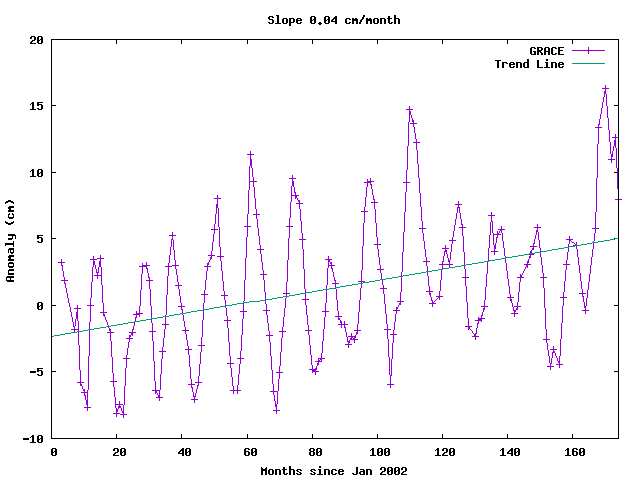 Slope 0.04 cm/month
GRACE
Trend Line
20
15
10
5
0
-5
-10
Anomaly (cm)
0 20 40 60 80 100 120 140 160
Months since Jan 2002